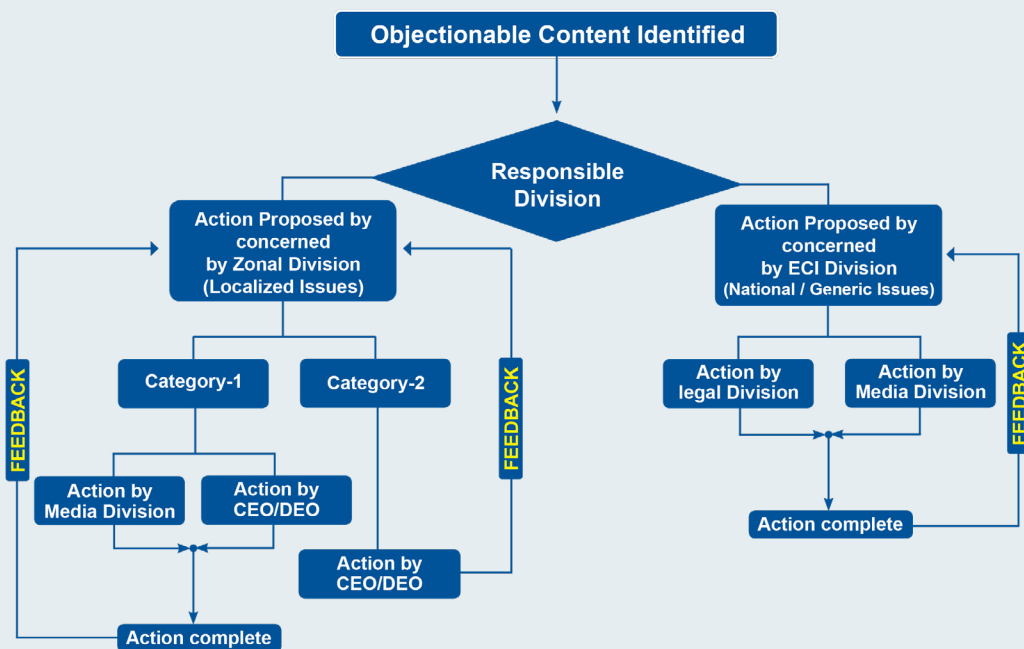 Objectionable Content Identified
Responsible
Division
Action Proposed by
concerned
by Zonal Division
(Localized Issues)
Action Proposed by
concerned
by ECI Division
(National / Generic Issues)
Category-1
Category-2
Action by
legal Division
Action by
Media Division
FEEDBACK
FEEDBACK
FEEDBACK
Action by
Media Division
Action by
CEO/DEO
Action by
CEO/DEO
Action complete
Action complete